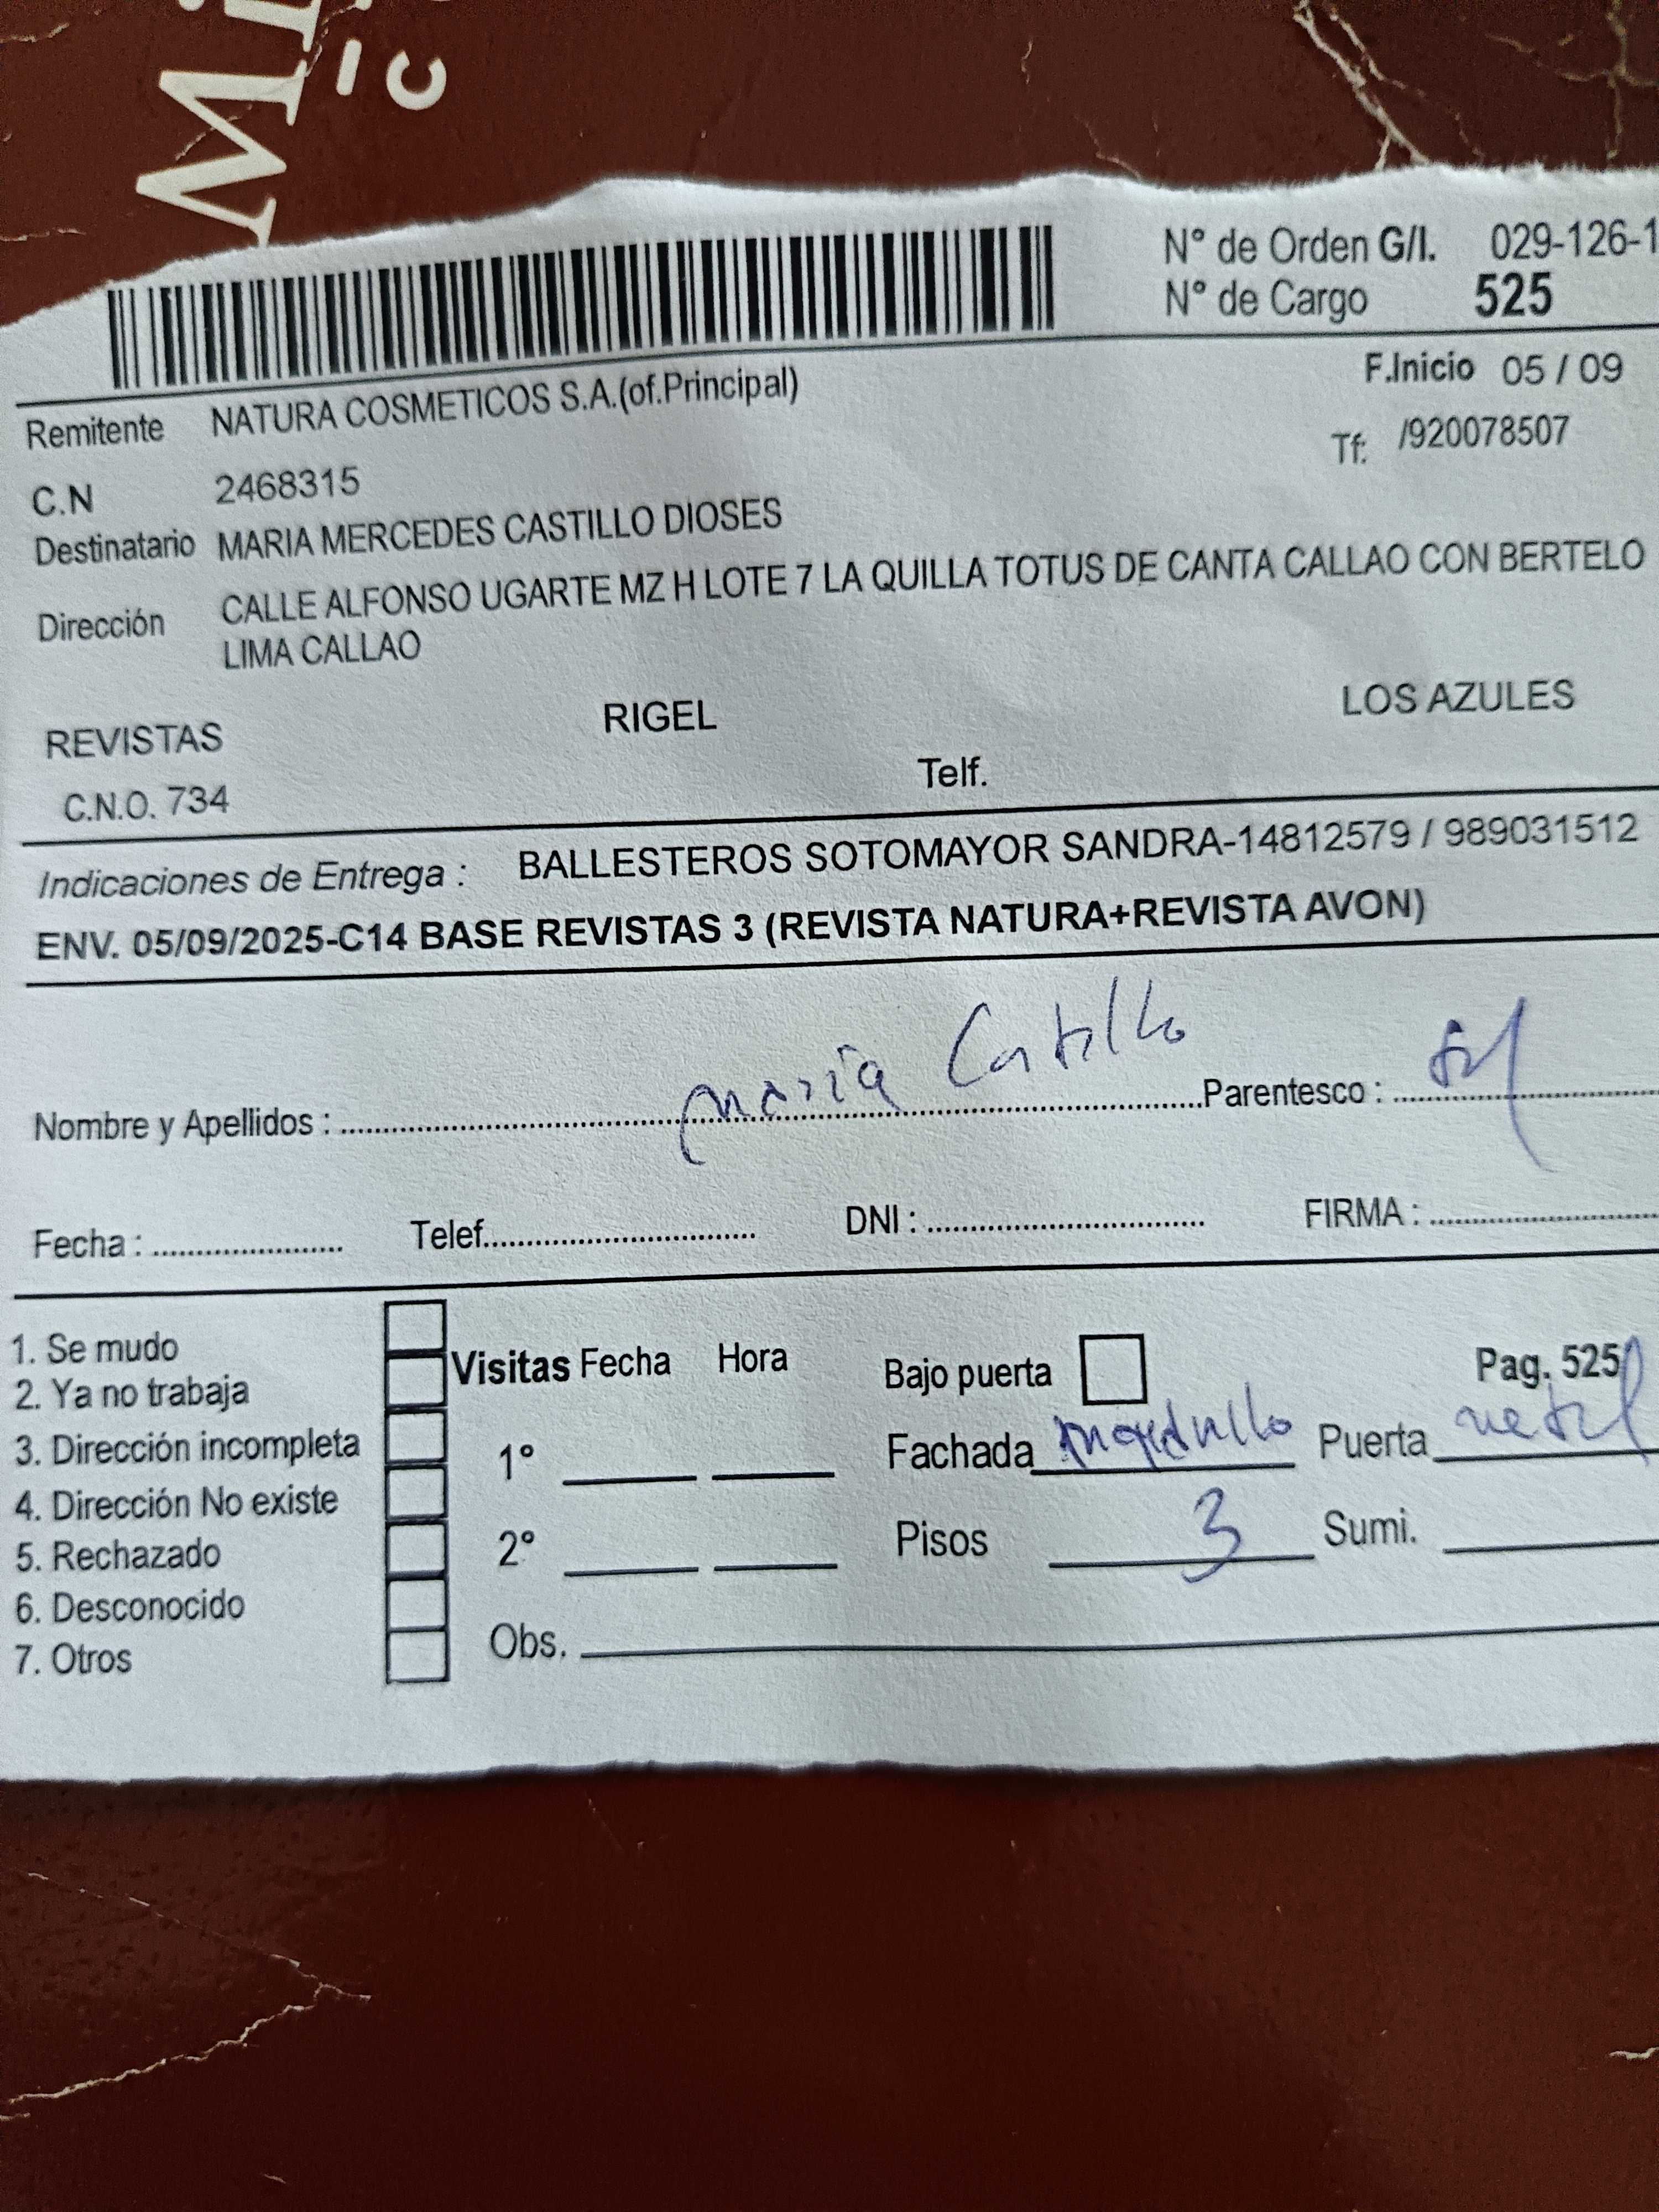 Mi
N° de Orden G/I. 029-126-1
N° de Cargo 525
F.Inicio 05 / 09
Remitente NATURA COSMETICOS S.A.(of.Principal)
Tf: /920078507
C.N 2468315
Destinatario MARIA MERCEDES CASTILLO DIOSES
Dirección CALLE ALFONSO UGARTE MZ H LOTE 7 LA QUILLA TOTUS DE CANTA CALLAO CON BERTELO
LIMA CALLAO
REVISTAS RIGEL LOS AZULES
C.N.O. 734 Telf.
Indicaciones de Entrega : BALLESTEROS SOTOMAYOR SANDRA-14812579 / 989031512
ENV. 05/09/2025-C14 BASE REVISTAS 3 (REVISTA NATURA+REVISTA AVON)
Nombre y Apellidos : maria Castillo Parentesco :
Fecha : Telef. DNI : FIRMA :
1. Se mudo
2. Ya no trabaja
3. Dirección incompleta
4. Dirección No existe
5. Rechazado
6. Desconocido
7. Otros
Visitas Fecha Hora
1°
2°
Obs.
Bajo puerta Pag. 525
Fachada Puerta
Pisos 3 Sumi.